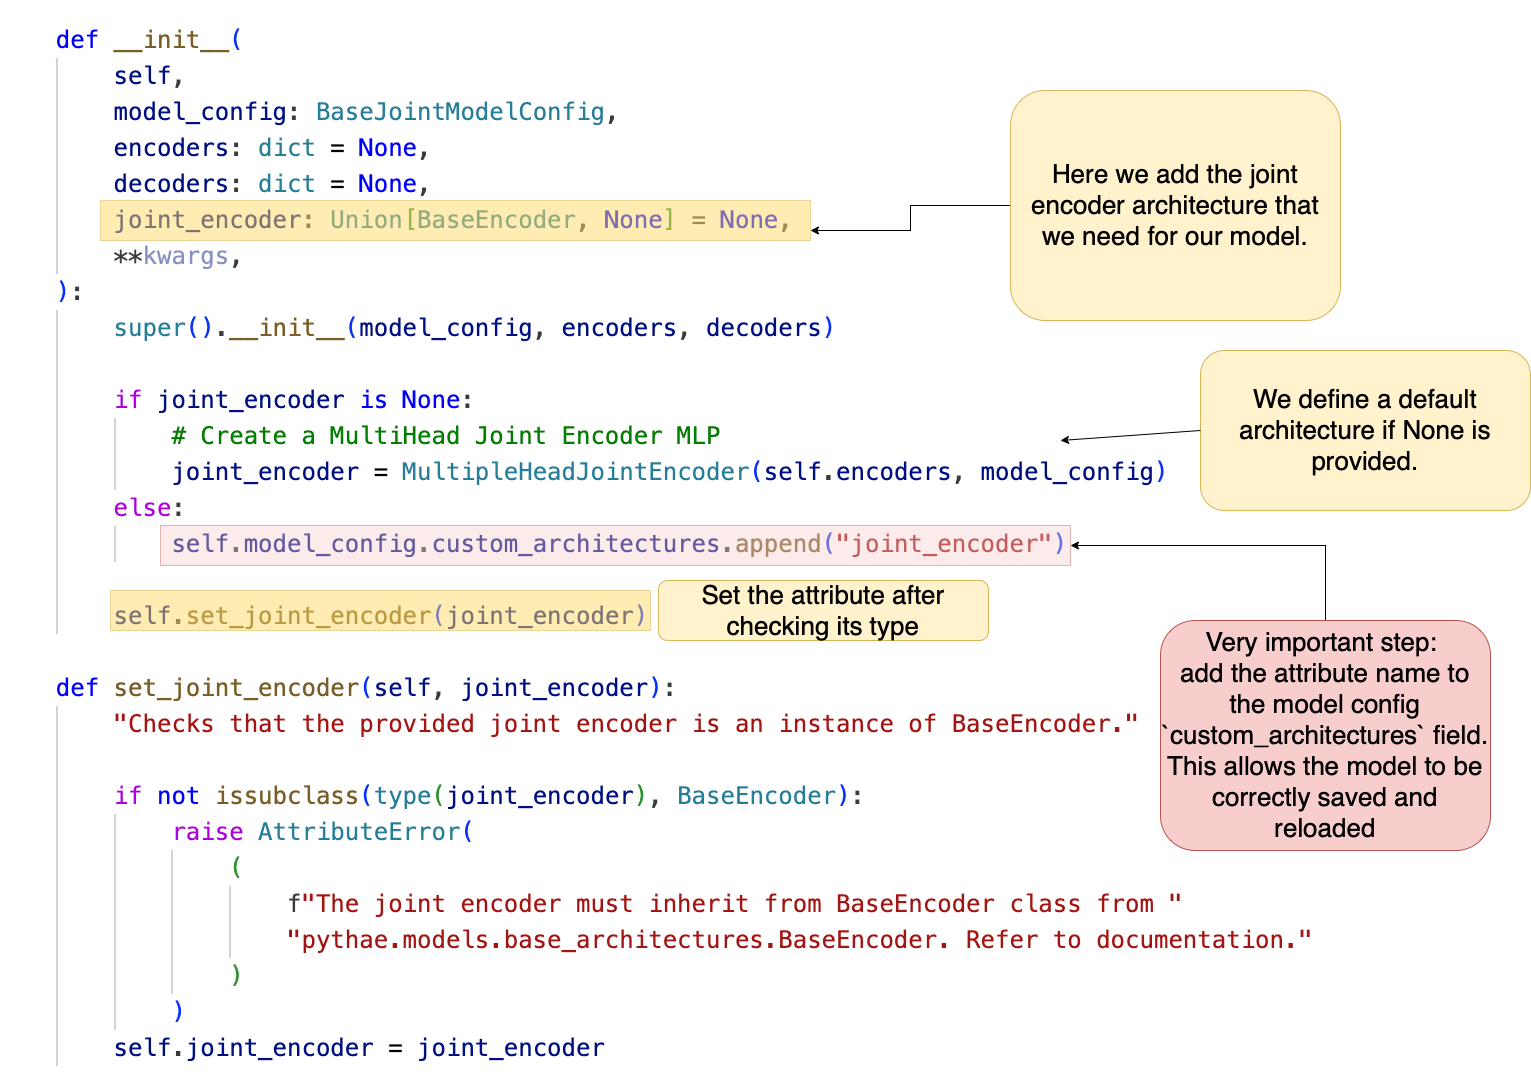 def __init__(
    self,
    model_config: BaseJointModelConfig,
    encoders: dict = None,
    decoders: dict = None,
    joint_encoder: Union[BaseEncoder, None] = None,
    **kwargs,
):
    super().__init__(model_config, encoders, decoders)
    if joint_encoder is None:
        # Create a MultiHead Joint Encoder MLP
        joint_encoder = MultipleHeadJointEncoder(self.encoders, model_config)
    else:
        self.model_config.custom_architectures.append("joint_encoder")
    self.set_joint_encoder(joint_encoder)
def set_joint_encoder(self, joint_encoder):
    "Checks that the provided joint encoder is an instance of BaseEncoder."
    if not issubclass(type(joint_encoder), BaseEncoder):
        raise AttributeError(
            (
                f"The joint encoder must inherit from BaseEncoder class from "
                "pythae.models.base_architectures.BaseEncoder. Refer to documentation."
            )
        )
    self.joint_encoder = joint_encoder
Here we add the joint
encoder architecture that
we need for our model.
We define a default
architecture if None is
provided.
Set the attribute after
checking its type
Very important step:
add the attribute name to
the model config
`custom_architectures` field.
This allows the model to be
correctly saved and
reloaded